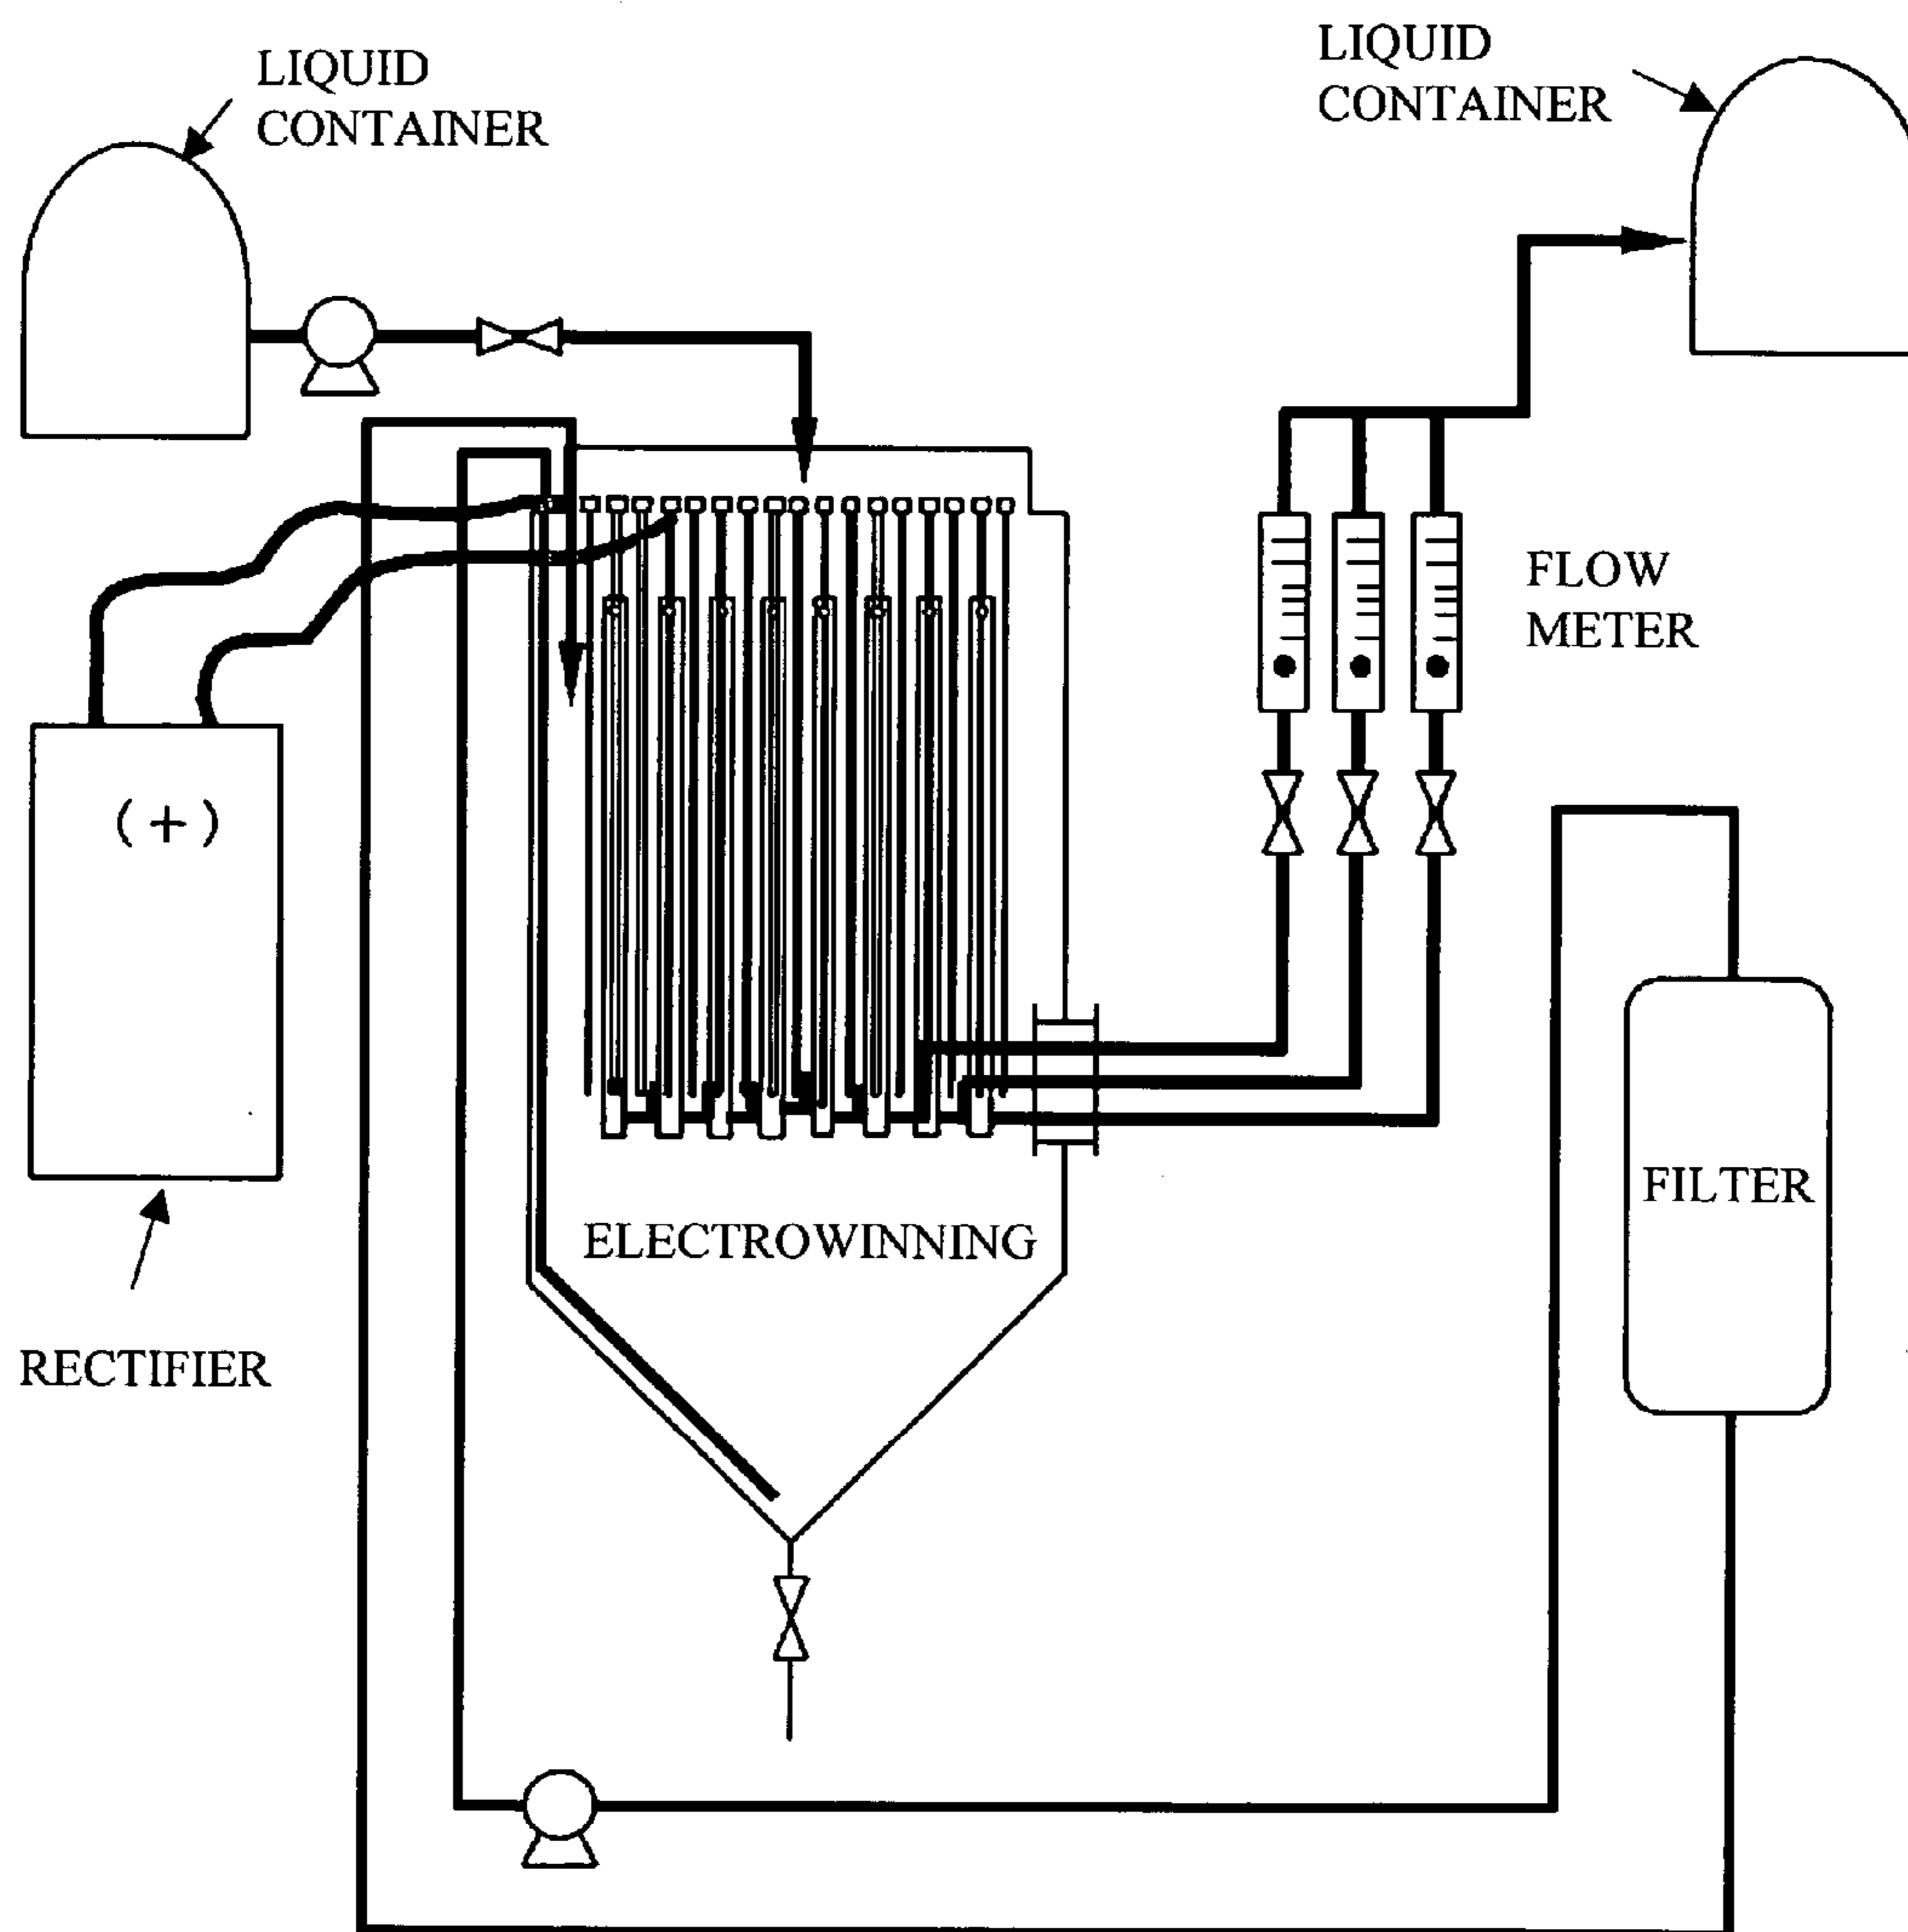 LIQUID
CONTAINER
LIQUID
CONTAINER
FLOW
METER
(+)
FILTER
ELECTROWINNING
RECTIFIER